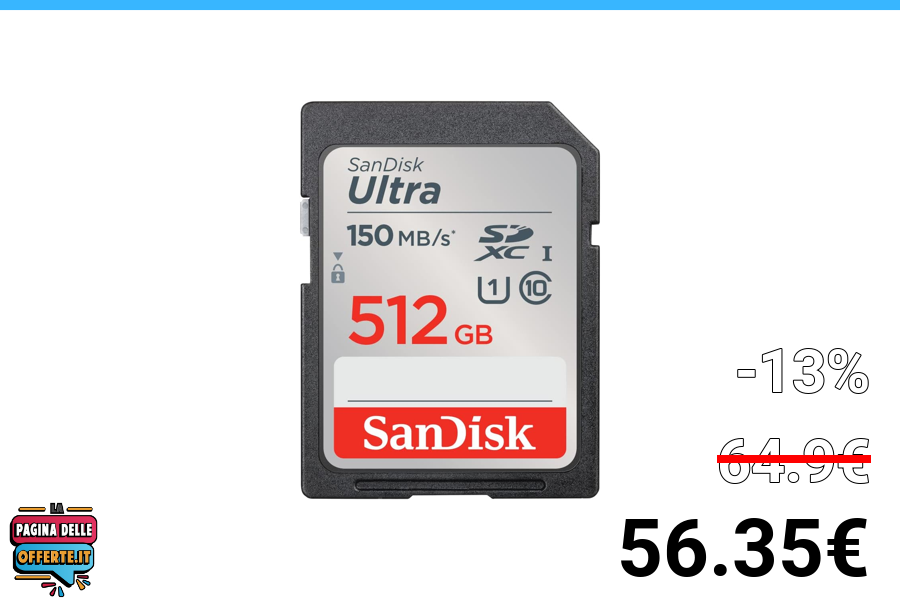 SanDisk
Ultra
150 MB/s*
SD XC I
U1 C10
512 GB
SanDisk
-13%
64.9€
56.35€
LA
PAGINA DELLE
OFFERTE.IT